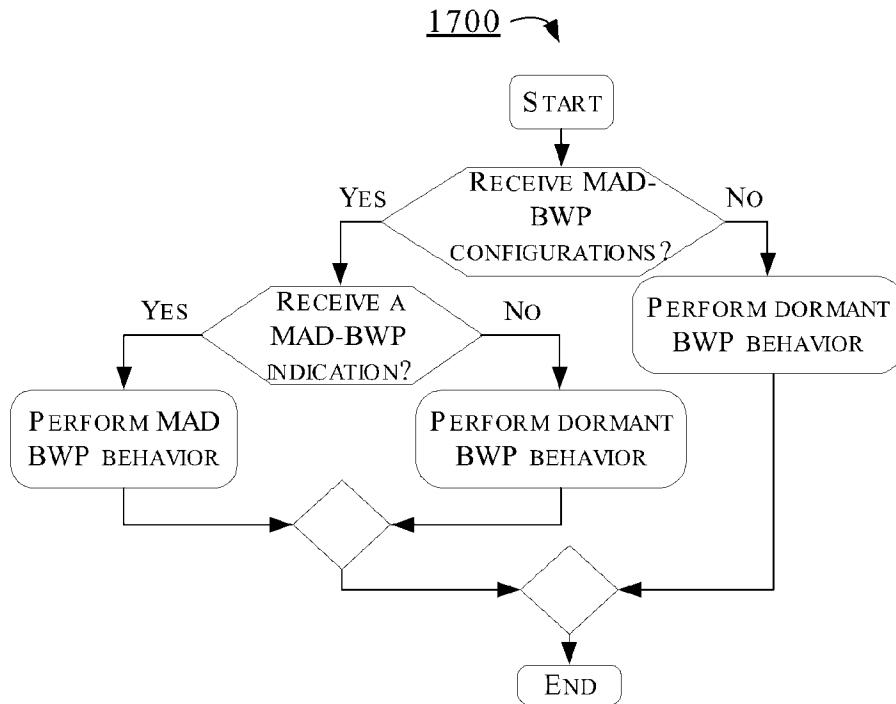 1700
START
RECEIVE MAD-
BWP
CONFIGURATIONS?
YES
NO
RECEIVE A
MAD-BWP
INDICATION?
YES
NO
PERFORM DORMANT
BWP BEHAVIOR
PERFORM MAD
BWP BEHAVIOR
PERFORM DORMANT
BWP BEHAVIOR
END